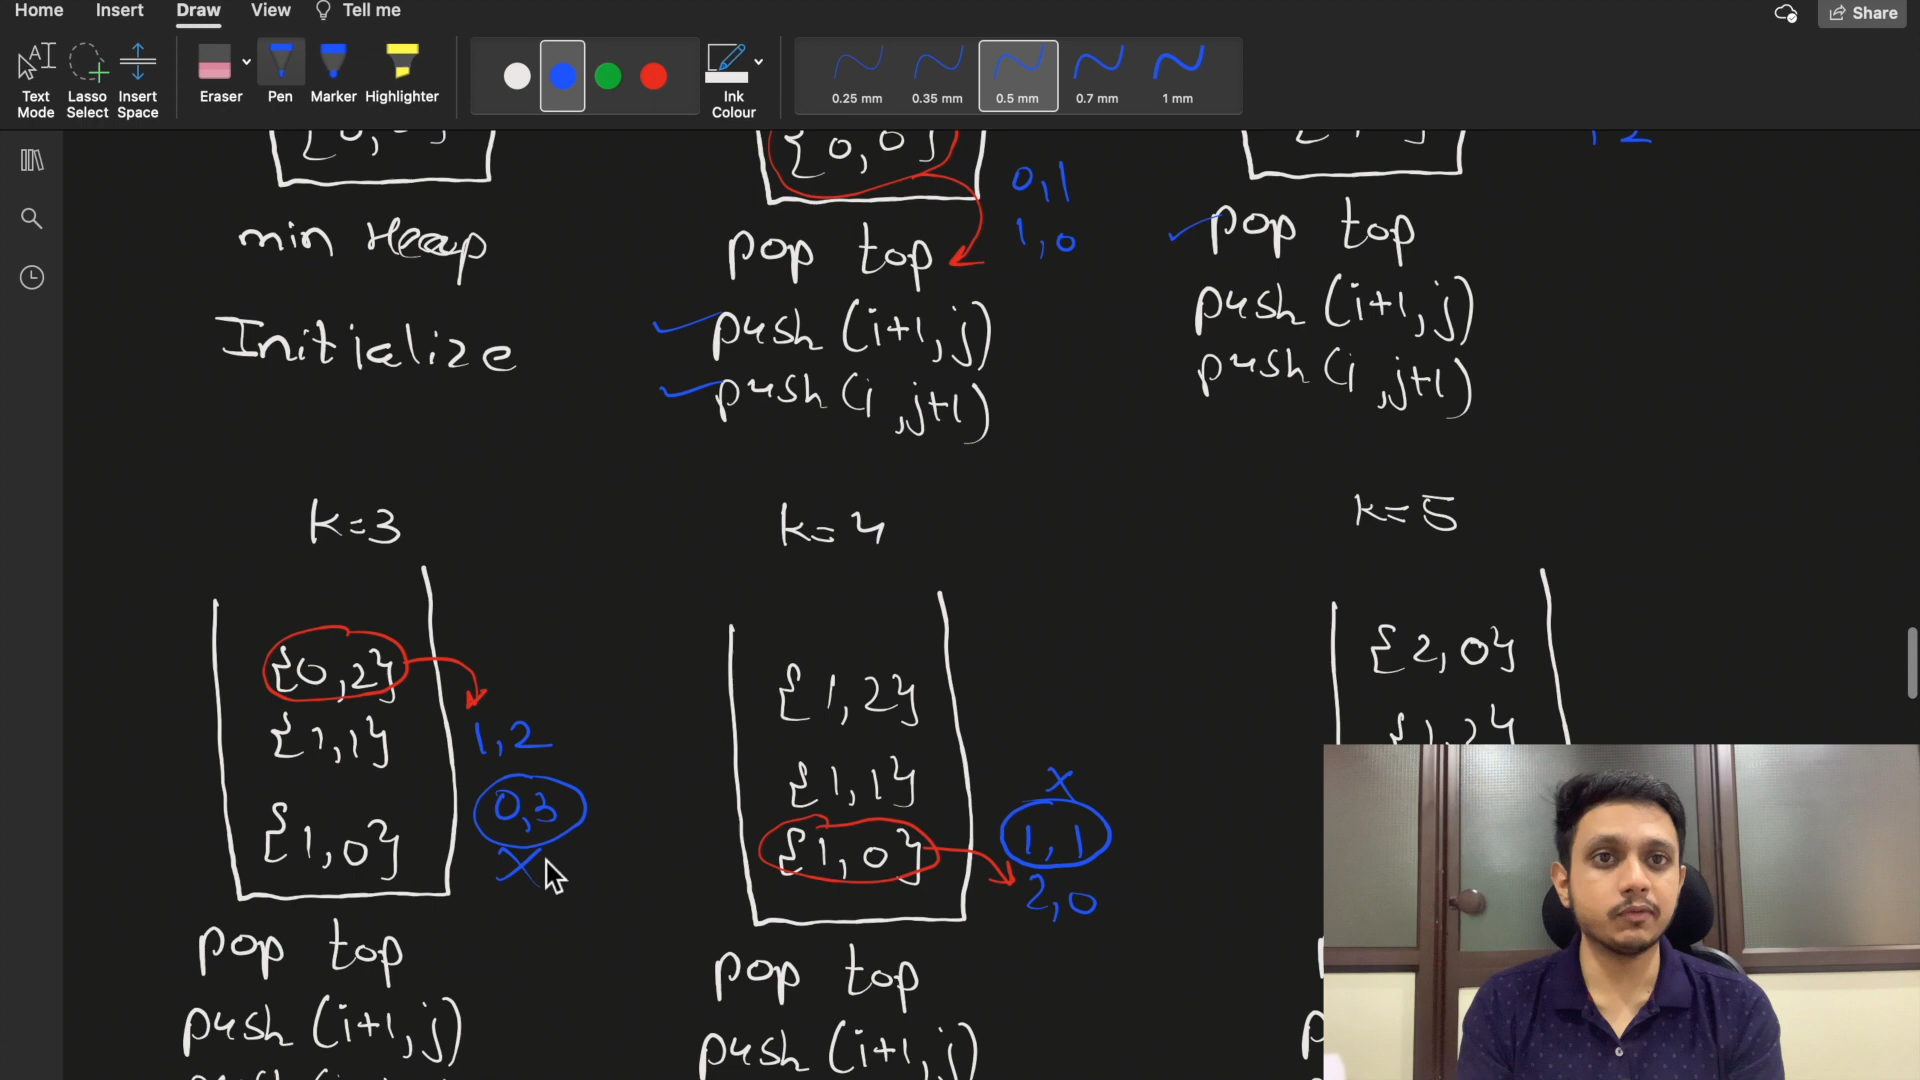 Home Insert Draw View Tell me
Share
Text Mode
Lasso Select
Insert Space
Eraser
Pen
Marker
Highlighter
Ink Colour
0.25 mm
0.35 mm
0.5 mm
0.7 mm
1 mm
{0,0}
0,1
1,0
1 2
min Heap
Initialize
pop top
push (i+1, j)
push (i, j+1)
pop top
push (i+1, j)
push (i, j+1)
k=3
{0,2}
{1,1}
{1,0}
1,2
0,3
X
pop top
push (i+1, j)
k=4
{1,2}
{1,1}
{1,0}
X
1,1
2,0
pop top
push (i+1, j)
k=5
{2,0}
{1,2}